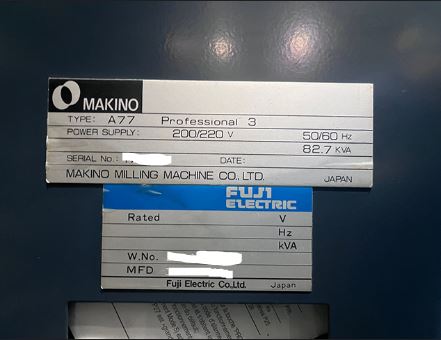 MAKINO
TYPE: A77 Professional 3
POWER SUPPLY: 200/220 V 50/60 Hz
82.7 KVA
SERIAL No.: DATE:
MAKINO MILLING MACHINE CO., LTD. JAPAN
FUJI
ELECTRIC
Rated V
Hz
kVA
W.No.
MFD
Fuji Electric Co., Ltd. Japan